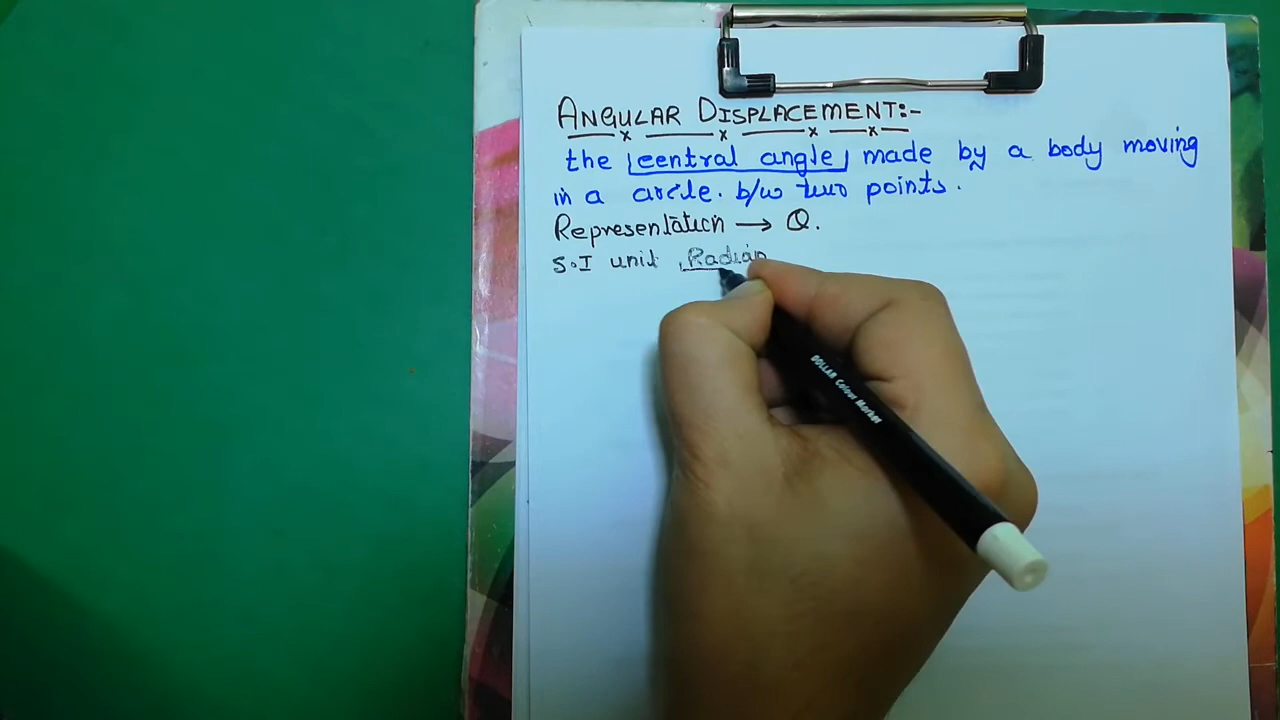 ANGULAR DISPLACEMENT:-
the central angle made by a body moving
in a circle. b/w two points.
Representation → Q.
S.I unit Radian
DOLLAR Colour Marker